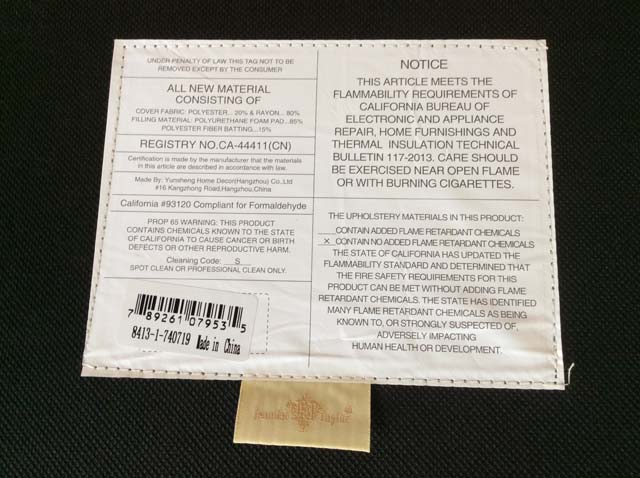 UNDER PENALTY OF LAW THIS TAG NOT TO BE
REMOVED EXCEPT BY THE CONSUMER
ALL NEW MATERIAL
CONSISTING OF
COVER FABRIC: POLYESTER... 20% & RAYON... 80%
FILLING MATERIAL: POLYURETHANE FOAM PAD...85%
POLYESTER FIBER BATTING...15%
REGISTRY NO.CA-44411(CN)
Certification is made by the manufacturer that the materials
in this article are described in accordance with law.
Made By: Yunsheng Home Decor(Hangzhou) Co.,Ltd
#16 Kangzhong Road,Hangzhou,China
California #93120 Compliant for Formaldehyde
PROP 65 WARNING: THIS PRODUCT
CONTAINS CHEMICALS KNOWN TO THE STATE
OF CALIFORNIA TO CAUSE CANCER OR BIRTH
DEFECTS OR OTHER REPRODUCTIVE HARM.
Cleaning Code: __S__
SPOT CLEAN OR PROFESSIONAL CLEAN ONLY.
7 89261 07953 5
8413-1-740719 Made in China
NOTICE
THIS ARTICLE MEETS THE
FLAMMABILITY REQUIREMENTS OF
CALIFORNIA BUREAU OF
ELECTRONIC AND APPLIANCE
REPAIR, HOME FURNISHINGS AND
THERMAL INSULATION TECHNICAL
BULLETIN 117-2013. CARE SHOULD
BE EXERCISED NEAR OPEN FLAME
OR WITH BURNING CIGARETTES.
THE UPHOLSTERY MATERIALS IN THIS PRODUCT:
___CONTAIN ADDED FLAME RETARDANT CHEMICALS
_X_CONTAIN NO ADDED FLAME RETARDANT CHEMICALS
THE STATE OF CALIFORNIA HAS UPDATED THE
FLAMMABILITY STANDARD AND DETERMINED THAT
THE FIRE SAFETY REQUIREMENTS FOR THIS
PRODUCT CAN BE MET WITHOUT ADDING FLAME
RETARDANT CHEMICALS. THE STATE HAS IDENTIFIED
MANY FLAME RETARDANT CHEMICALS AS BEING
KNOWN TO, OR STRONGLY SUSPECTED OF,
ADVERSELY IMPACTING
HUMAN HEALTH OR DEVELOPMENT.
Jennifer Taylor